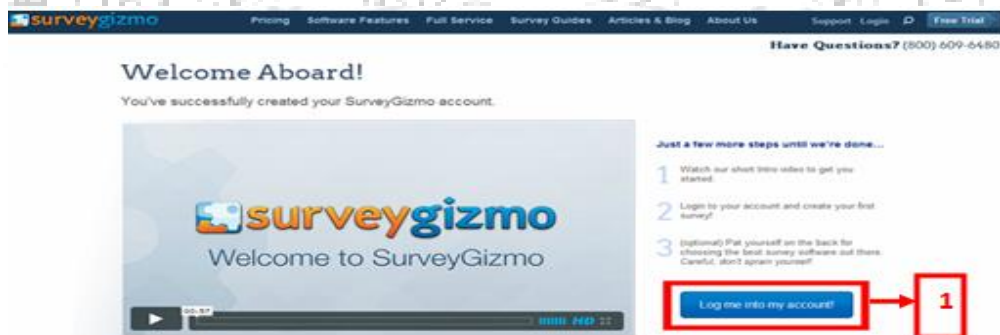 surveygizmo Pricing Software Features Full Service Survey Guides Articles & Blog About Us Support Login Free Trial
Have Questions? (800) 609-6480
Welcome Aboard!
You've successfully created your SurveyGizmo account.
Just a few more steps until we're done...
1 Watch our short Intro video to get you
started.
2 Login to your account and create your first
survey!
3 (optional) Pat yourself on the back for
choosing the best survey software out there.
Careful, don't sprain yourself!
surveygizmo
Welcome to SurveyGizmo
Log me into my account! 1
00:57 HD